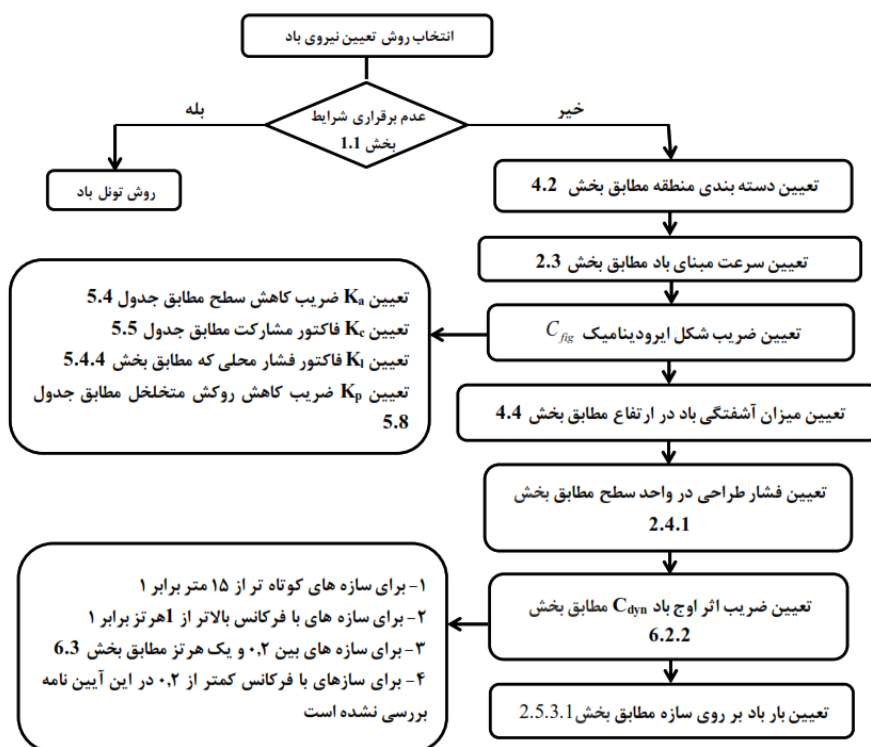 انتخاب روش تعیین نیروی باد
عدم برقراری شرایط
بخش 1.1
بله
خیر
روش تونل باد
تعیین دسته بندی منطقه مطابق بخش 4.2
تعیین سرعت مبنای باد مطابق بخش 2.3
تعیین ضریب شکل ایرودینامیک C_fig
تعیین Ka ضریب کاهش سطح مطابق جدول 5.4
تعیین Kc فاکتور مشارکت مطابق جدول 5.5
تعیین Kl فاکتور فشار محلی که مطابق بخش 5.4.4
تعیین Kp ضریب کاهش روکش متخلخل مطابق جدول
5.8
تعیین میزان آشفتگی باد در ارتفاع مطابق بخش 4.4
تعیین فشار طراحی در واحد سطح مطابق بخش
2.4.1
تعیین ضریب اثر اوج باد Cdyn مطابق بخش
6.2.2
۱- برای سازه های کوتاه تر از ۱۵ متر برابر ۱
۲- برای سازه های با فرکانس بالاتر از 1هرتز برابر ۱
۳- برای سازه های بین ۰,۲ و یک هرتز مطابق بخش 6.3
۴- برای سازهای با فرکانس کمتر از ۰,۲ در این آیین نامه
بررسی نشده است
تعیین بار باد بر روی سازه مطابق بخش2.5.3.1